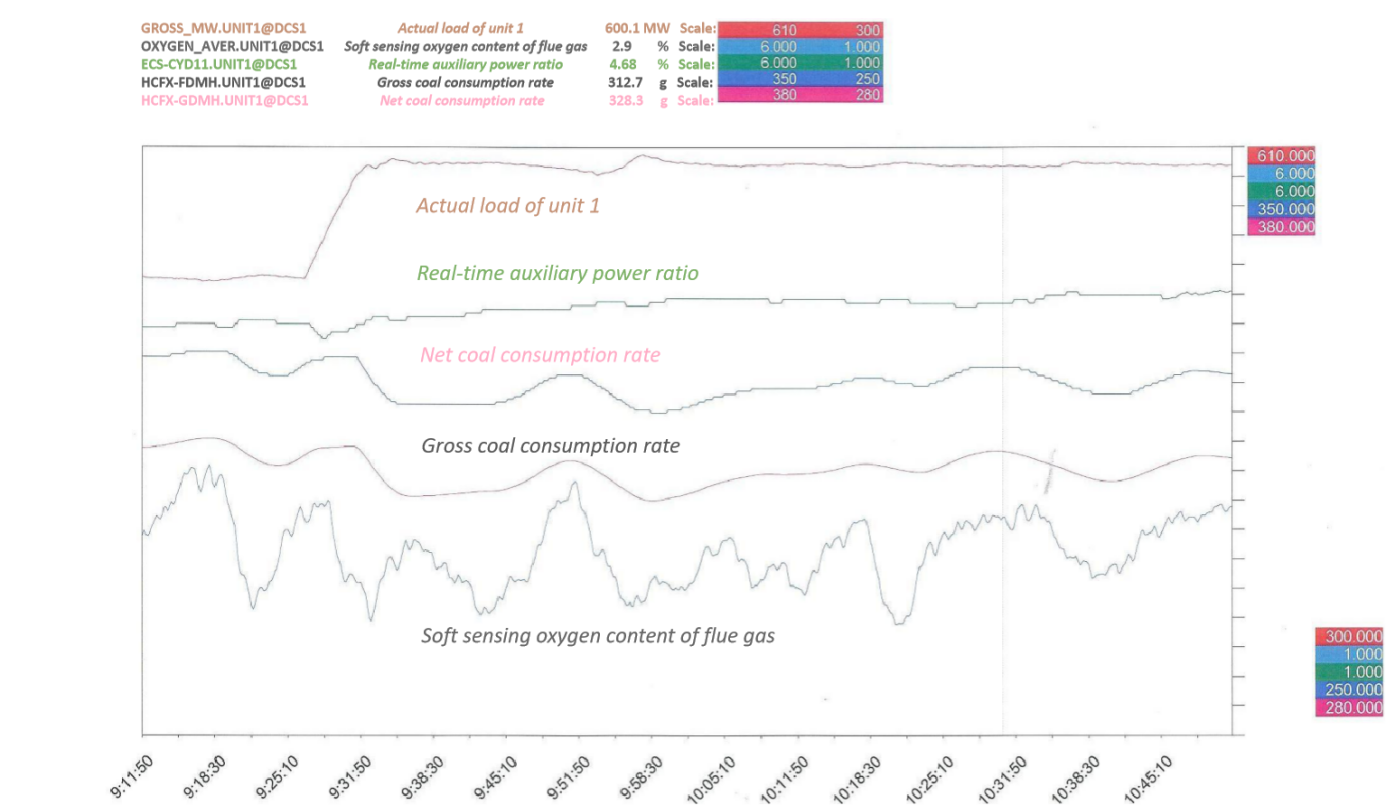 GROSS_MW.UNIT1@DCS1 Actual load of unit 1 600.1 MW Scale: 610 300
OXYGEN_AVER.UNIT1@DCS1 Soft sensing oxygen content of flue gas 2.9 % Scale: 6.000 1.000
ECS-CYD11.UNIT1@DCS1 Real-time auxiliary power ratio 4.68 % Scale: 6.000 1.000
HCFX-FDMH.UNIT1@DCS1 Gross coal consumption rate 312.7 g Scale: 350 250
HCFX-GDMH.UNIT1@DCS1 Net coal consumption rate 328.3 g Scale: 380 280
610.000
6.000
6.000
350.000
380.000
Actual load of unit 1
Real-time auxiliary power ratio
Net coal consumption rate
Gross coal consumption rate
Soft sensing oxygen content of flue gas
300.000
1.000
1.000
250.000
280.000
9:11:50 9:18:30 9:25:10 9:31:50 9:38:30 9:45:10 9:51:50 9:58:30 10:05:10 10:11:50 10:18:30 10:25:10 10:31:50 10:38:30 10:45:10